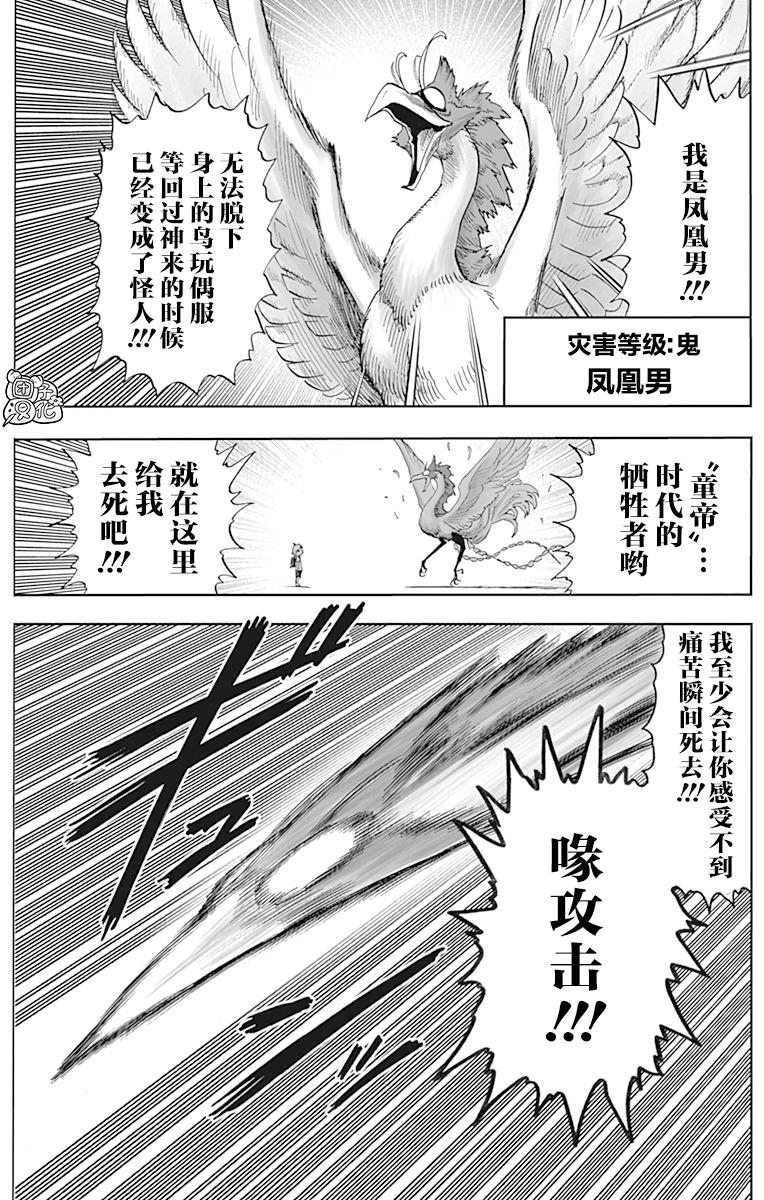 我是凤凰男!!!
无法脱下
身上的鸟玩偶服
等回过神来的时候
已经变成了怪人!!!
灾害等级:鬼
凤凰男
〝童帝〟…
时代的
牺牲者哟
就在这里
给我
去死吧!!!
我至少会让你感受不到
痛苦瞬间死去!!!
喙攻击!!!
ギュ